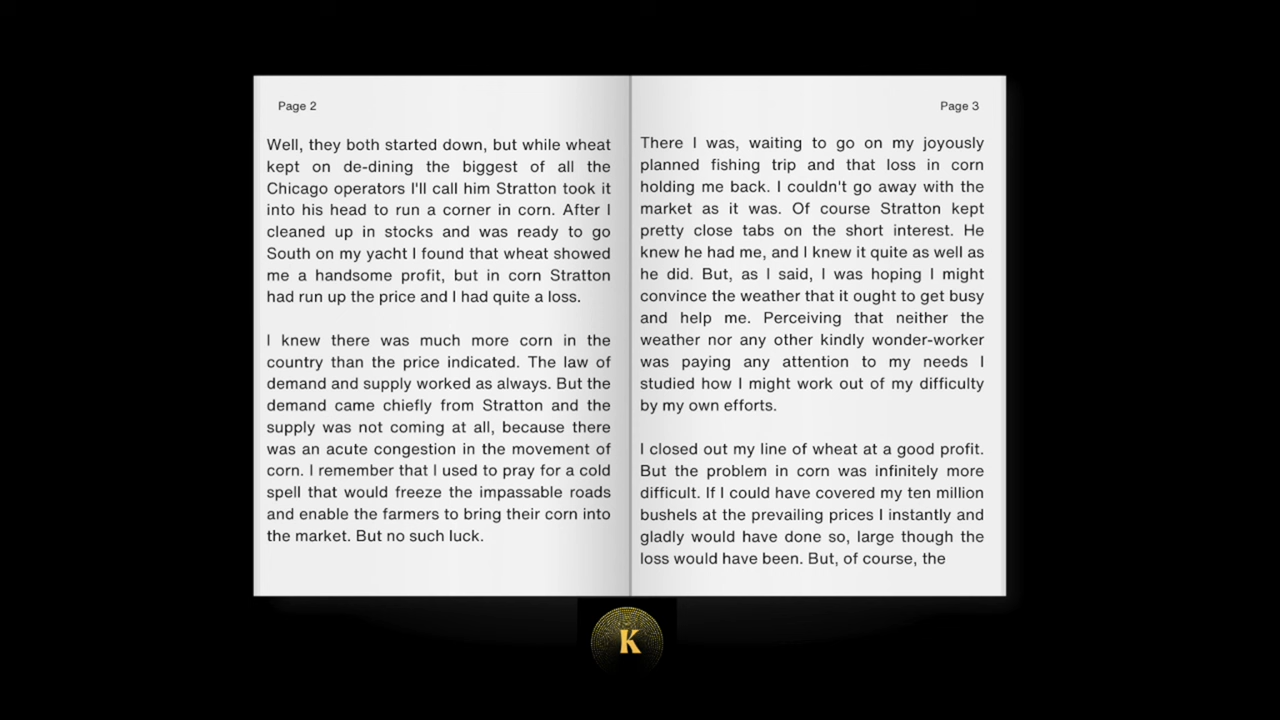 Page 2
Well, they both started down, but while wheat
kept on de-dining the biggest of all the
Chicago operators I'll call him Stratton took it
into his head to run a corner in corn. After I
cleaned up in stocks and was ready to go
South on my yacht I found that wheat showed
me a handsome profit, but in corn Stratton
had run up the price and I had quite a loss.
I knew there was much more corn in the
country than the price indicated. The law of
demand and supply worked as always. But the
demand came chiefly from Stratton and the
supply was not coming at all, because there
was an acute congestion in the movement of
corn. I remember that I used to pray for a cold
spell that would freeze the impassable roads
and enable the farmers to bring their corn into
the market. But no such luck.
Page 3
There I was, waiting to go on my joyously
planned fishing trip and that loss in corn
holding me back. I couldn't go away with the
market as it was. Of course Stratton kept
pretty close tabs on the short interest. He
knew he had me, and I knew it quite as well as
he did. But, as I said, I was hoping I might
convince the weather that it ought to get busy
and help me. Perceiving that neither the
weather nor any other kindly wonder-worker
was paying any attention to my needs I
studied how I might work out of my difficulty
by my own efforts.
I closed out my line of wheat at a good profit.
But the problem in corn was infinitely more
difficult. If I could have covered my ten million
bushels at the prevailing prices I instantly and
gladly would have done so, large though the
loss would have been. But, of course, the
K